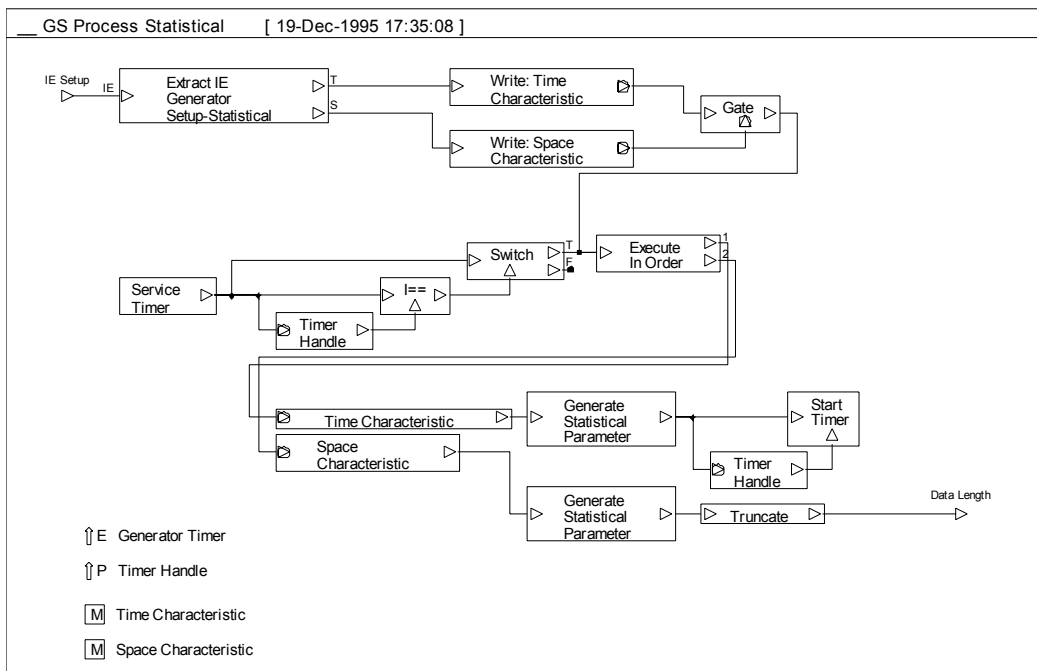 __ GS Process Statistical [ 19-Dec-1995 17:35:08 ]
IE Setup
IE
Extract IE
Generator
Setup-Statistical
T
S
Write: Time
Characteristic
Write: Space
Characteristic
Gate
Switch
T
F
Execute
In Order
1
2
Service
Timer
I==
Timer
Handle
Time Characteristic
Generate
Statistical
Parameter
Start
Timer
Space
Characteristic
Timer
Handle
Generate
Statistical
Parameter
Truncate
Data Length
⇑E Generator Timer
⇑P Timer Handle
M Time Characteristic
M Space Characteristic